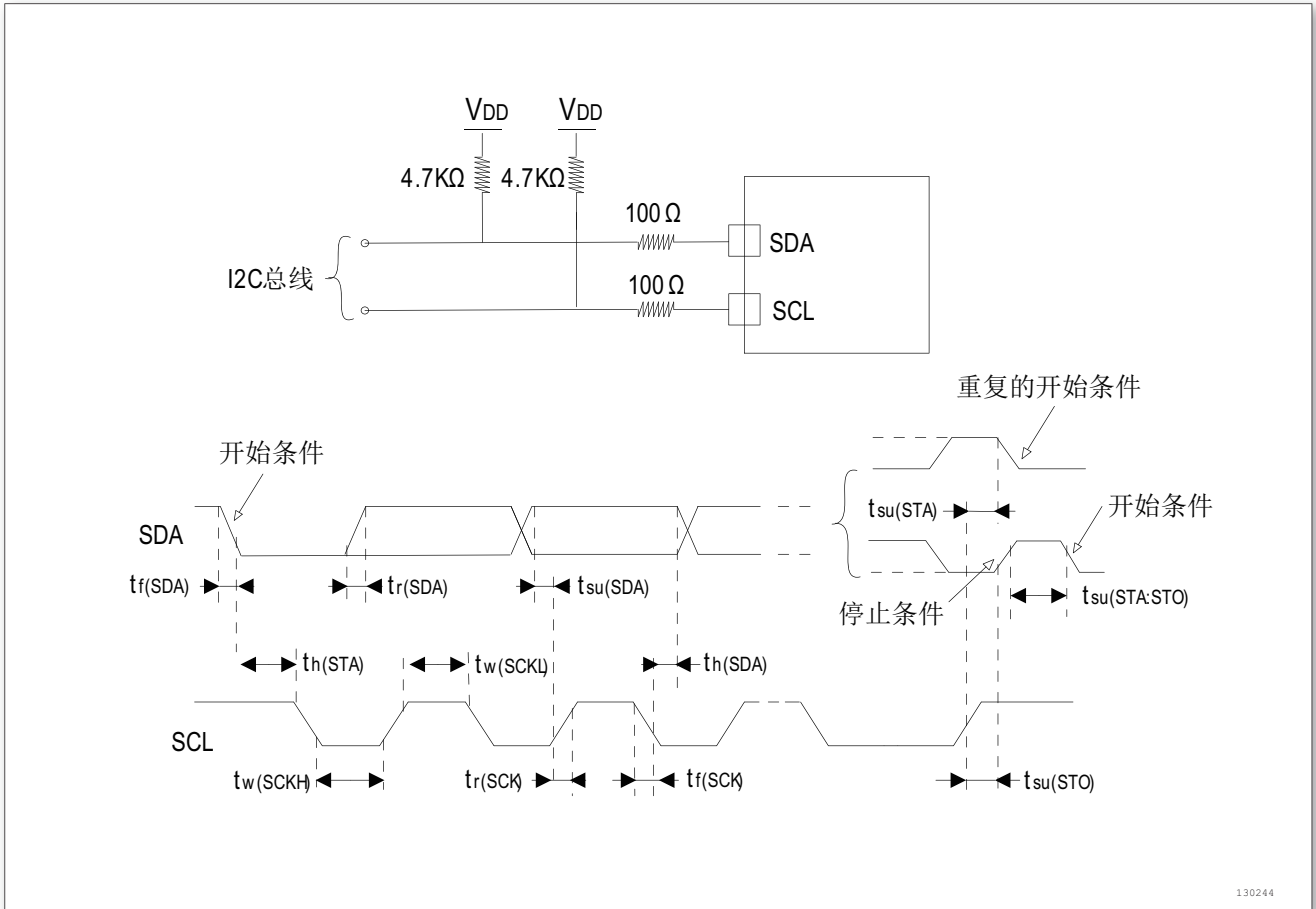 VDD VDD
4.7KΩ 4.7KΩ
100 Ω
SDA
I2C总线
100 Ω
SCL
重复的开始条件
开始条件
tsu(STA)
开始条件
SDA
tf(SDA)
tr(SDA)
tsu(SDA)
停止条件
tsu(STA:STO)
th(STA)
tw(SCKL)
th(SDA)
SCL
tw(SCKH)
tr(SCK)
tf(SCK)
tsu(STO)
130244